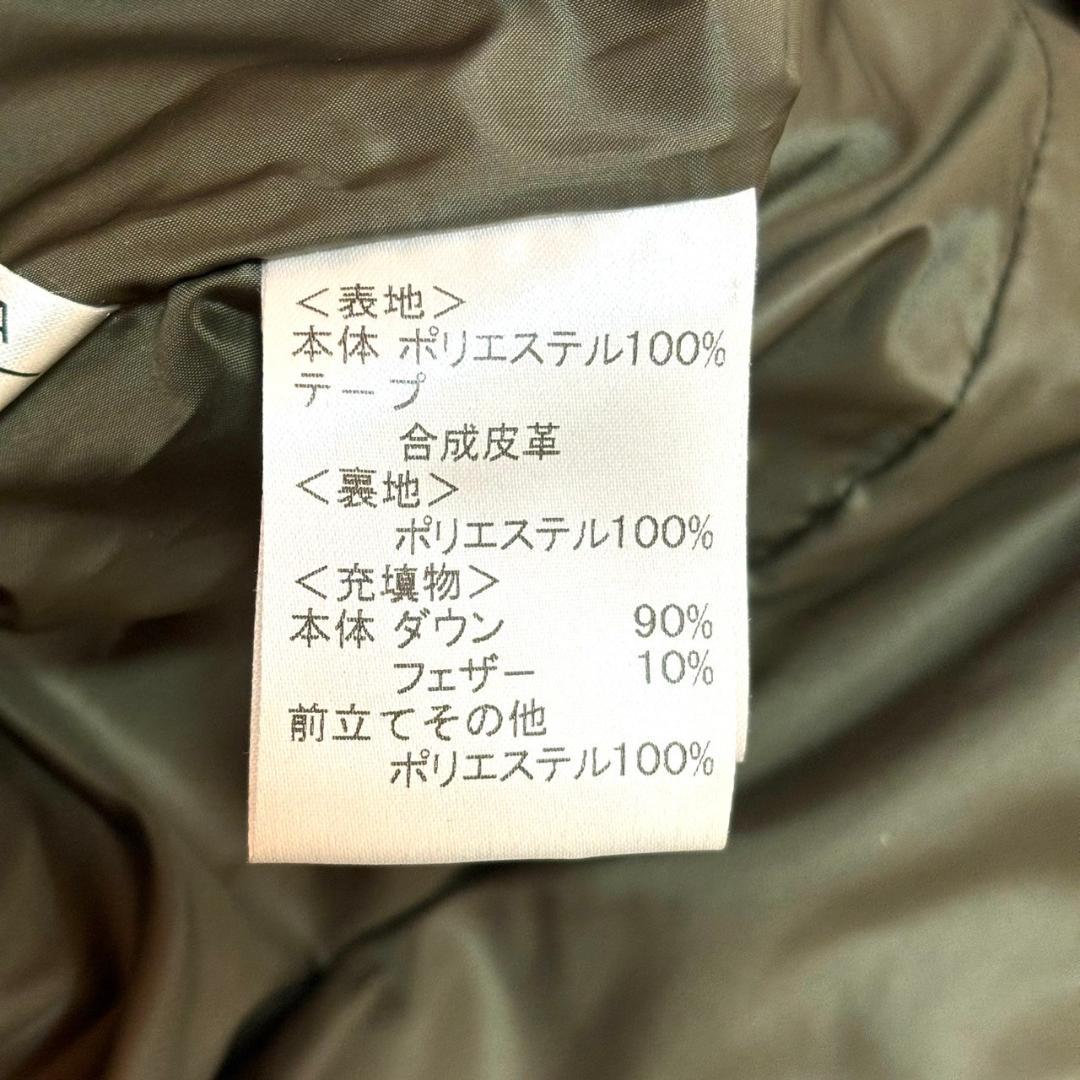 ＜表地＞
本体 ポリエステル100%
テープ
合成皮革
＜裏地＞
ポリエステル100%
＜充填物＞
本体 ダウン 90%
フェザー 10%
前立てその他
ポリエステル100%